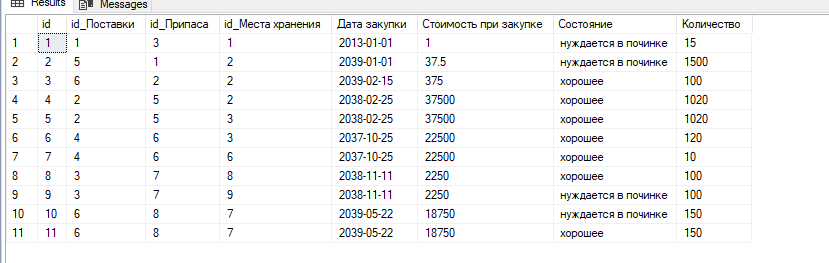 Results Messages
id id_Поставки id_Припаса id_Места хранения Дата закупки Стоимость при закупке Состояние Количество
1 1 1 3 1 2013-01-01 1 нуждается в починке 15
2 2 5 1 2 2039-01-01 37.5 нуждается в починке 1500
3 3 6 2 2 2039-02-15 375 хорошее 100
4 4 2 5 2 2038-02-25 37500 хорошее 1020
5 5 2 5 3 2038-02-25 37500 хорошее 1020
6 6 4 6 3 2037-10-25 22500 хорошее 120
7 7 4 6 6 2037-10-25 22500 хорошее 10
8 8 3 7 8 2038-11-11 2250 хорошее 100
9 9 3 7 9 2038-11-11 2250 нуждается в починке 100
10 10 6 8 7 2039-05-22 18750 нуждается в починке 150
11 11 6 8 7 2039-05-22 18750 хорошее 150